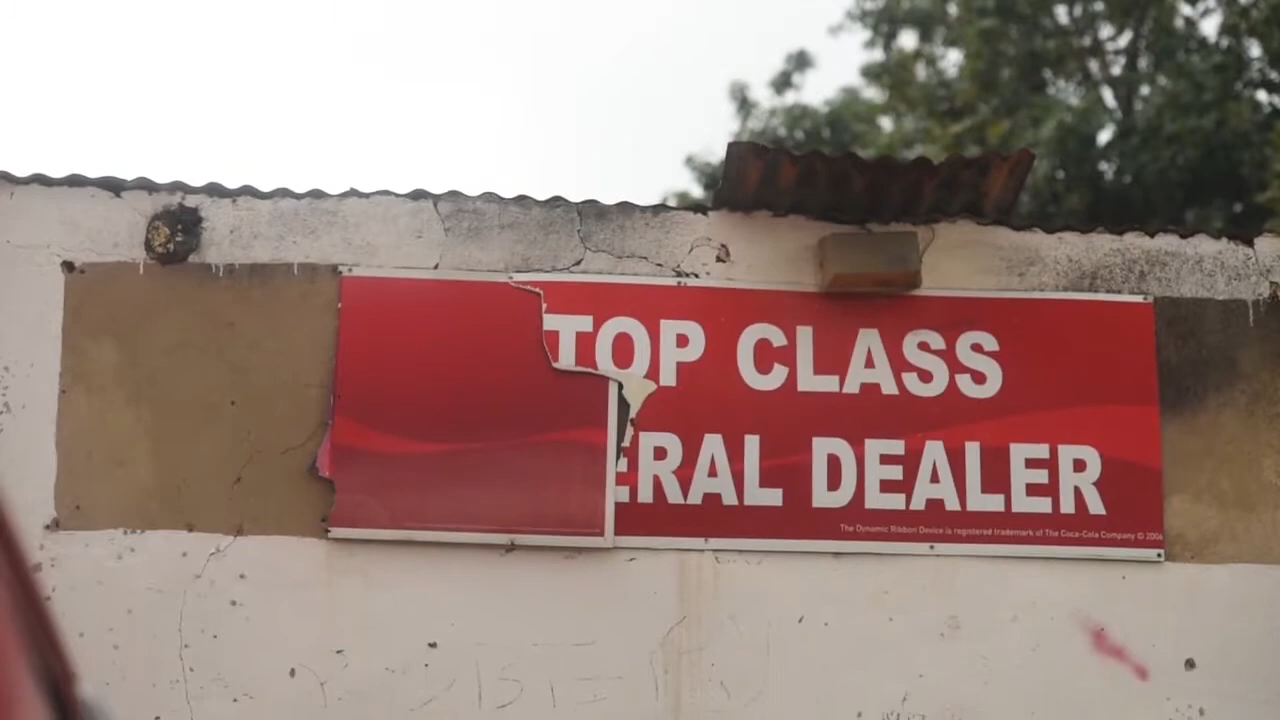 TOP CLASS
ERAL DEALER
The Dynamic Ribbon Device is registered trademark of The Coca-Cola Company © 2006